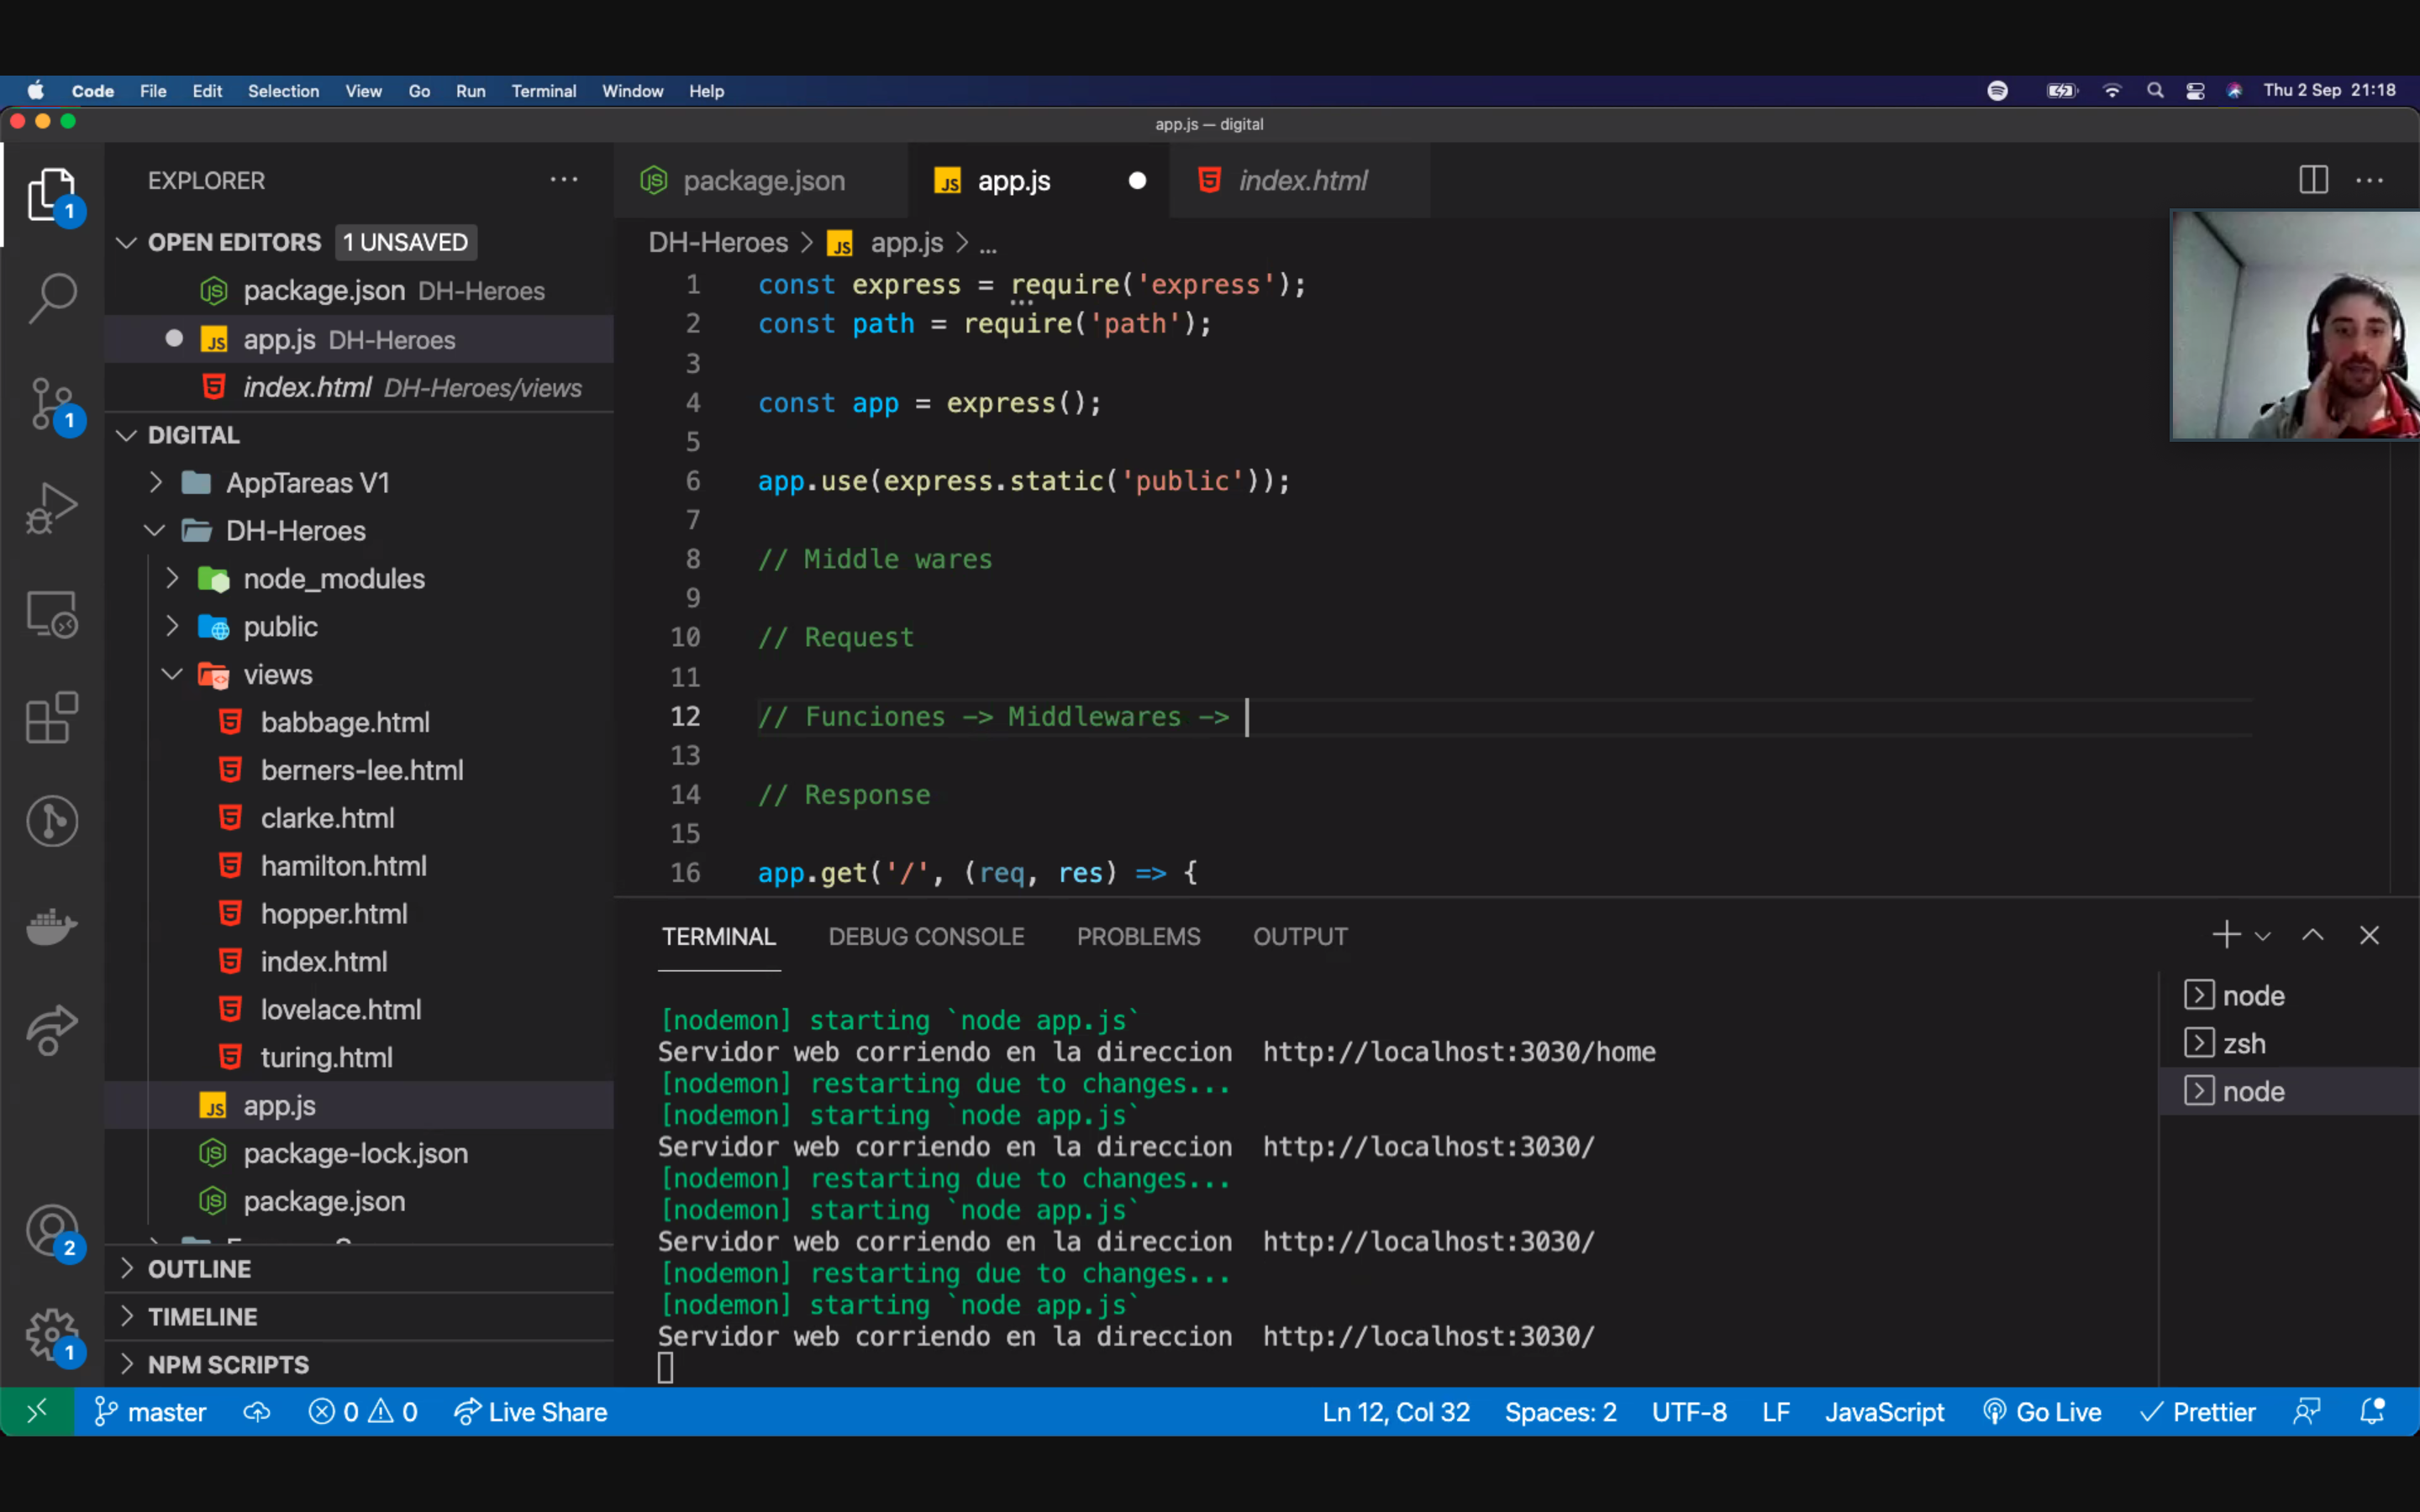 Code File Edit Selection View Go Run Terminal Window Help Thu 2 Sep 21:18
app.js — digital
EXPLORER
OPEN EDITORS 1 UNSAVED
package.json DH-Heroes
app.js DH-Heroes
index.html DH-Heroes/views
DIGITAL
AppTareas V1
DH-Heroes
node_modules
public
views
babbage.html
berners-lee.html
clarke.html
hamilton.html
hopper.html
index.html
lovelace.html
turing.html
app.js
package-lock.json
package.json
OUTLINE
TIMELINE
NPM SCRIPTS
1
1
2
1
package.json app.js index.html
DH-Heroes > JS app.js > ...
1 const express = require('express');
2 const path = require('path');
3
4 const app = express();
5
6 app.use(express.static('public'));
7
8 // Middle wares
9
10 // Request
11
12 // Funciones -> Middlewares ->
13
14 // Response
15
16 app.get('/', (req, res) => {
TERMINAL DEBUG CONSOLE PROBLEMS OUTPUT
[nodemon] starting `node app.js`
Servidor web corriendo en la direccion  http://localhost:3030/home
[nodemon] restarting due to changes...
[nodemon] starting `node app.js`
Servidor web corriendo en la direccion  http://localhost:3030/
[nodemon] restarting due to changes...
[nodemon] starting `node app.js`
Servidor web corriendo en la direccion  http://localhost:3030/
[nodemon] restarting due to changes...
[nodemon] starting `node app.js`
Servidor web corriendo en la direccion  http://localhost:3030/
node
zsh
node
master 0 0 Live Share Ln 12, Col 32 Spaces: 2 UTF-8 LF JavaScript Go Live Prettier